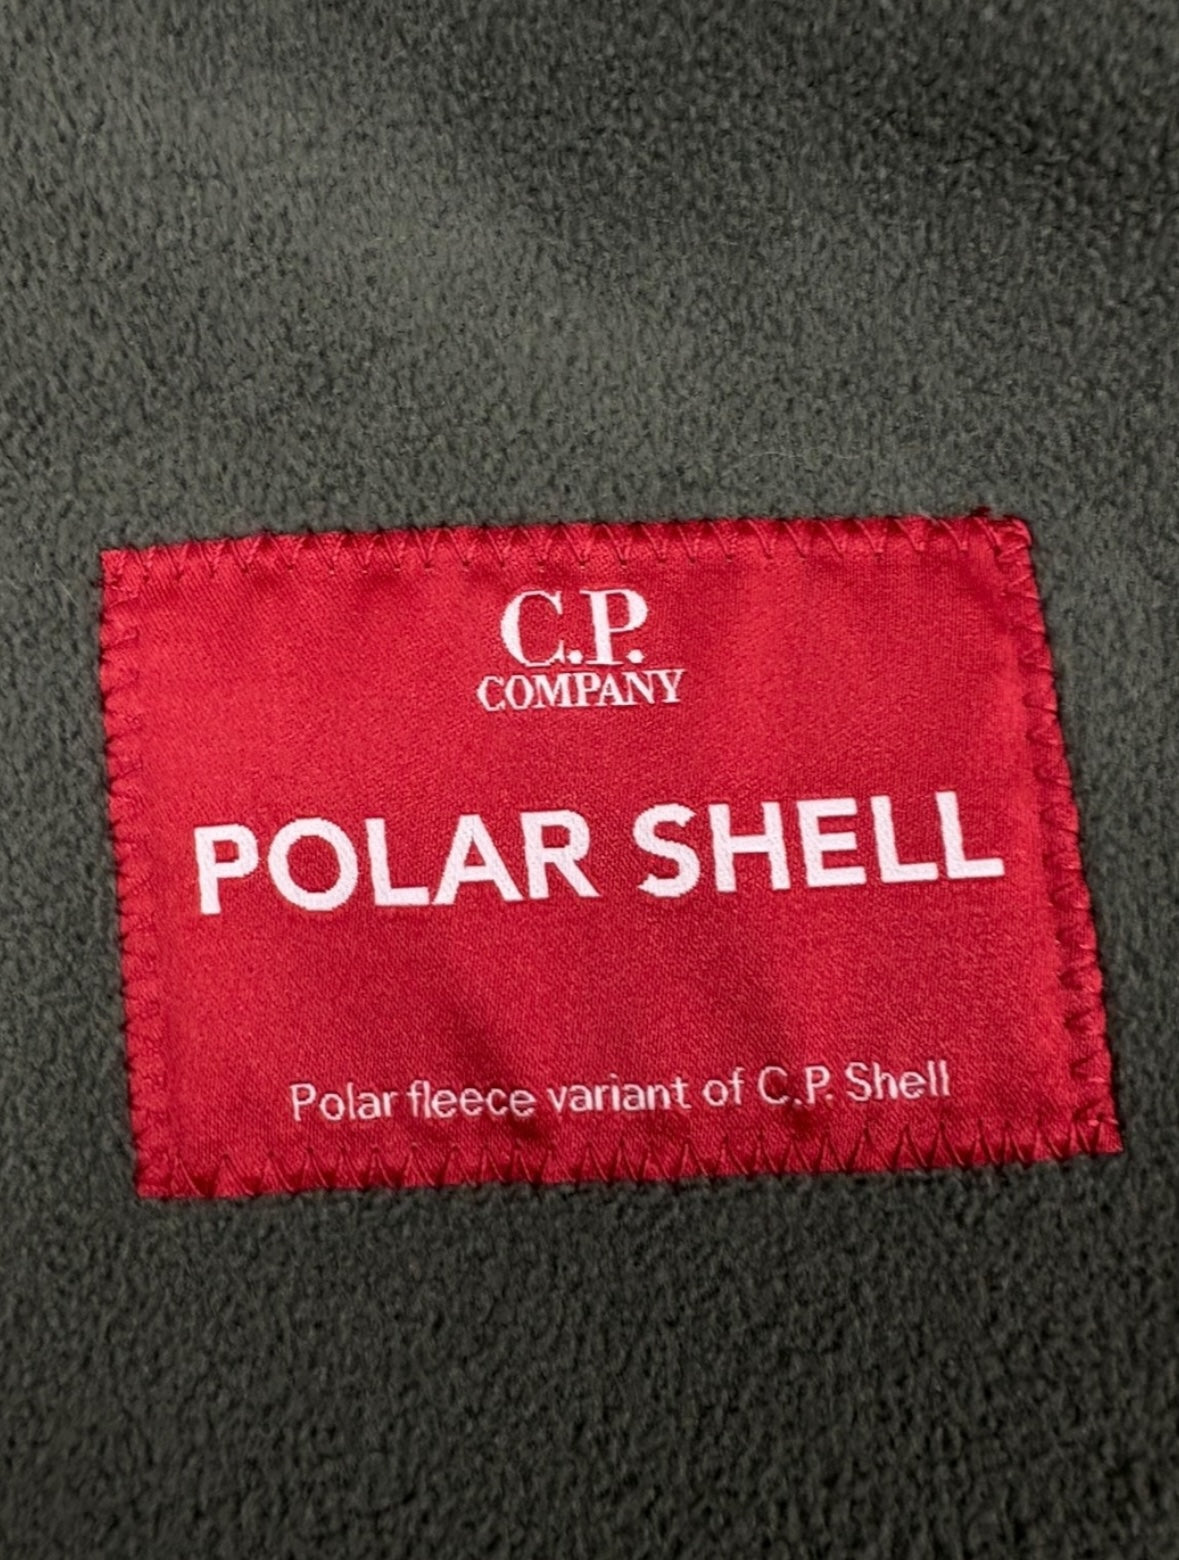 C.P.
COMPANY
POLAR SHELL
Polar fleece variant of C.P. Shell